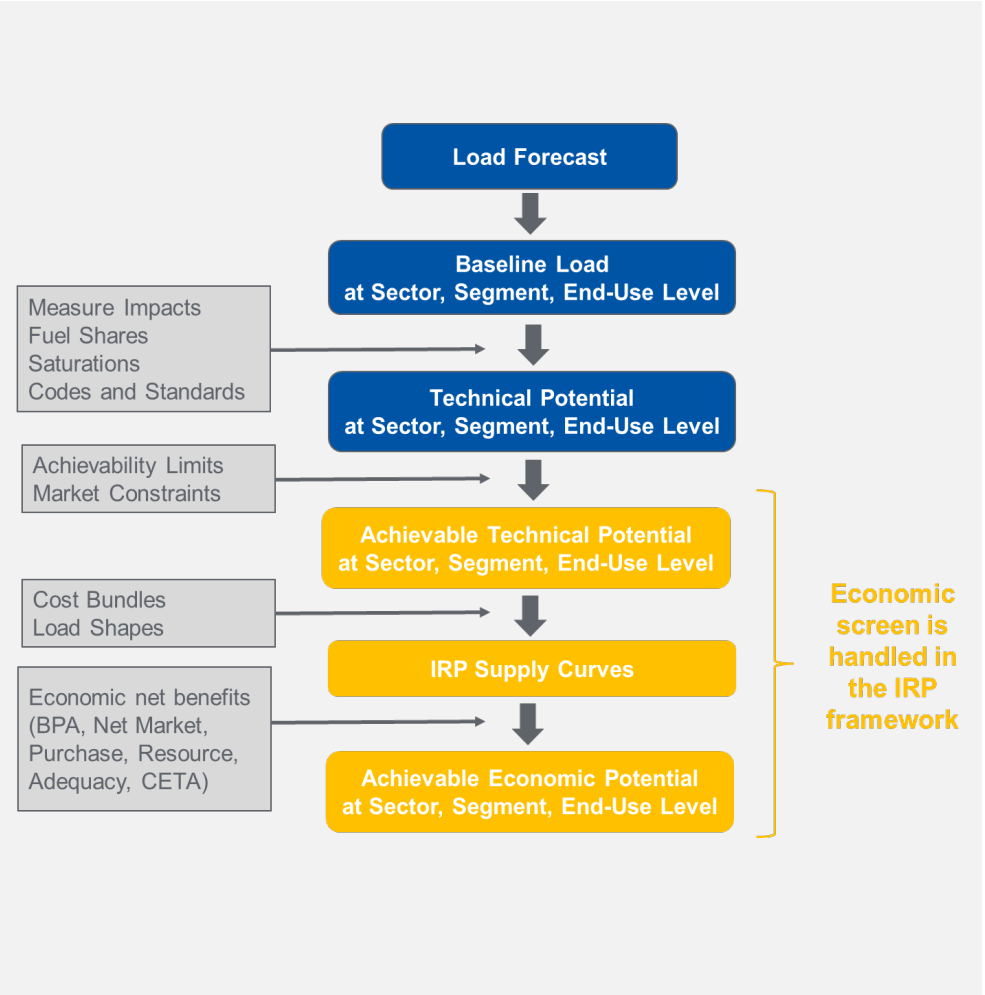 Load Forecast
Baseline Load
at Sector, Segment, End-Use Level
Measure Impacts
Fuel Shares
Saturations
Codes and Standards
Technical Potential
at Sector, Segment, End-Use Level
Achievability Limits
Market Constraints
Achievable Technical Potential
at Sector, Segment, End-Use Level
Cost Bundles
Load Shapes
IRP Supply Curves
Economic net benefits
(BPA, Net Market,
Purchase, Resource,
Adequacy, CETA)
Achievable Economic Potential
at Sector, Segment, End-Use Level
Economic
screen is
handled in
the IRP
framework